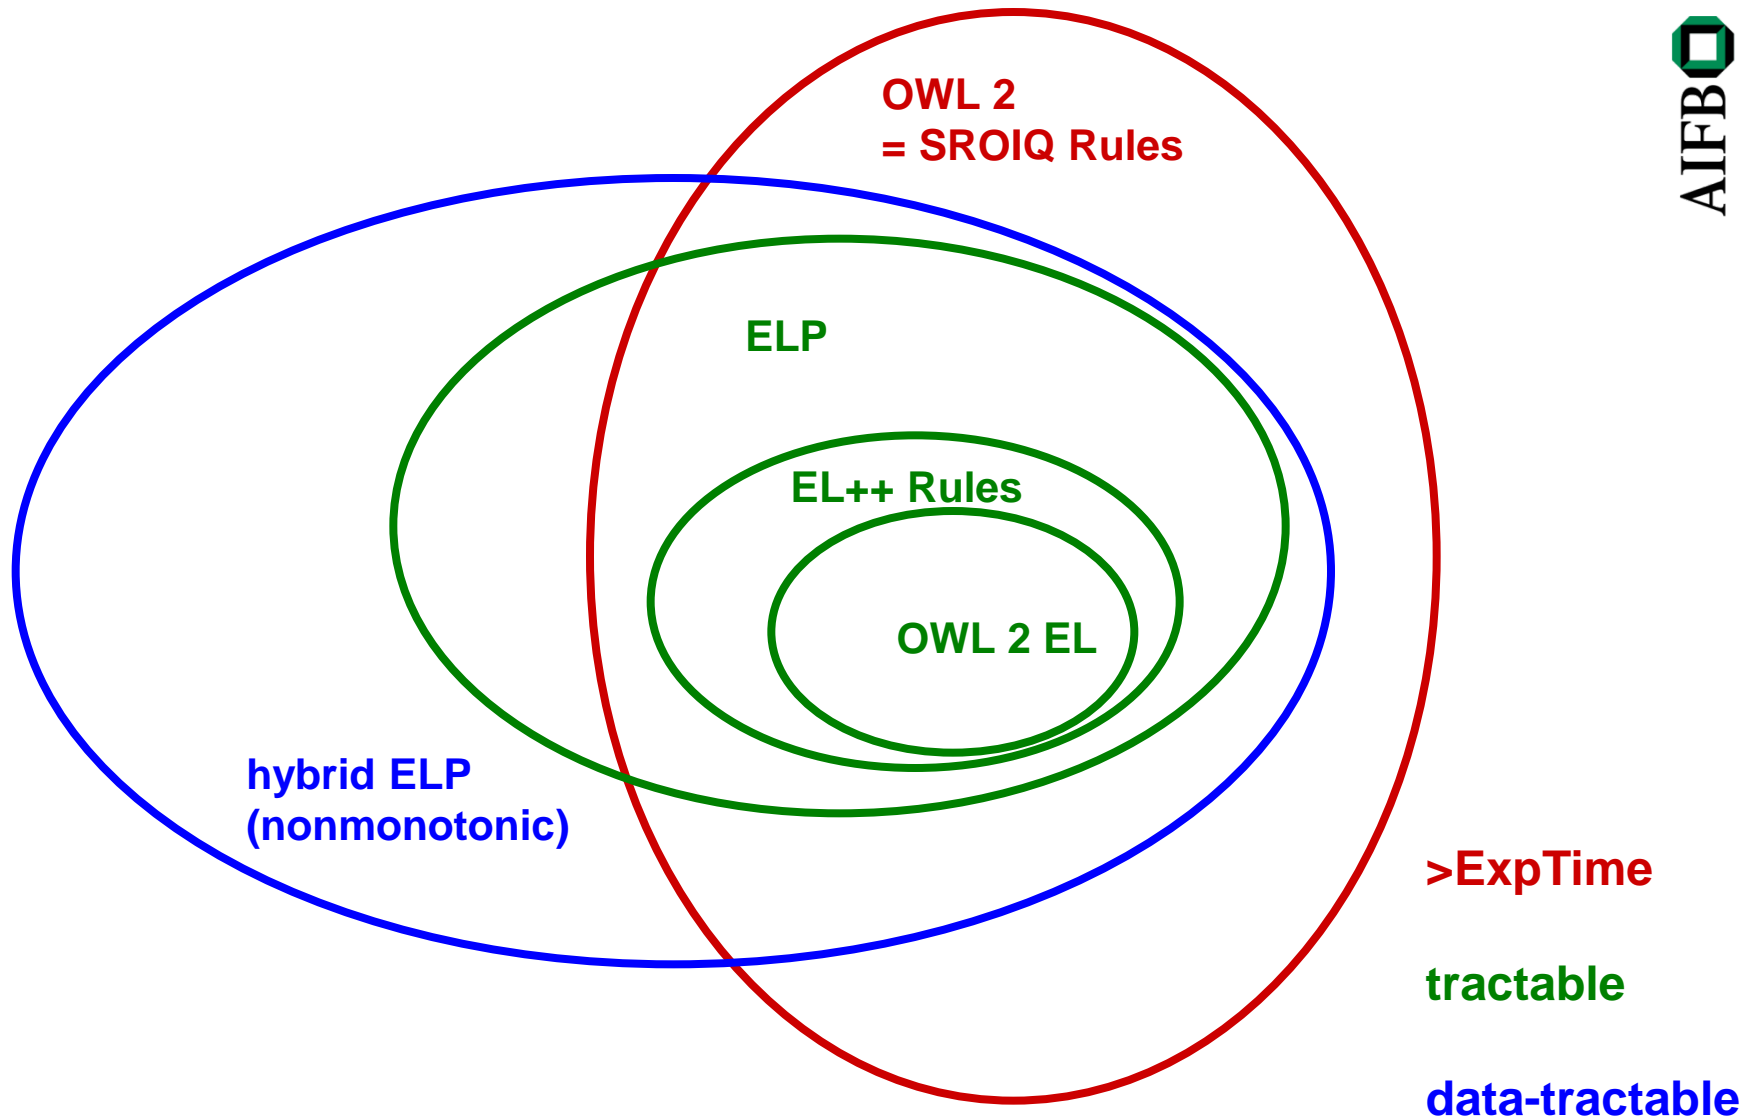 AIFB
OWL 2
= SROIQ Rules
ELP
EL++ Rules
OWL 2 EL
hybrid ELP
(nonmonotonic)
>ExpTime
tractable
data-tractable